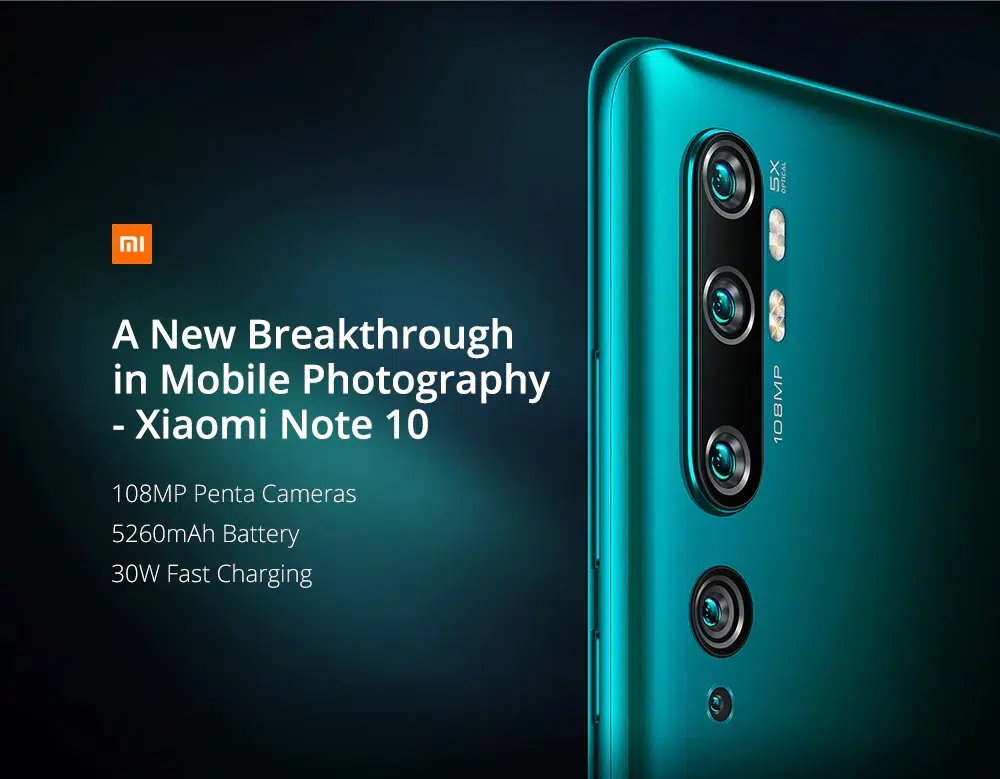 mi
A New Breakthrough
in Mobile Photography
- Xiaomi Note 10
108MP Penta Cameras
5260mAh Battery
30W Fast Charging
5X
OPTICAL
108MP